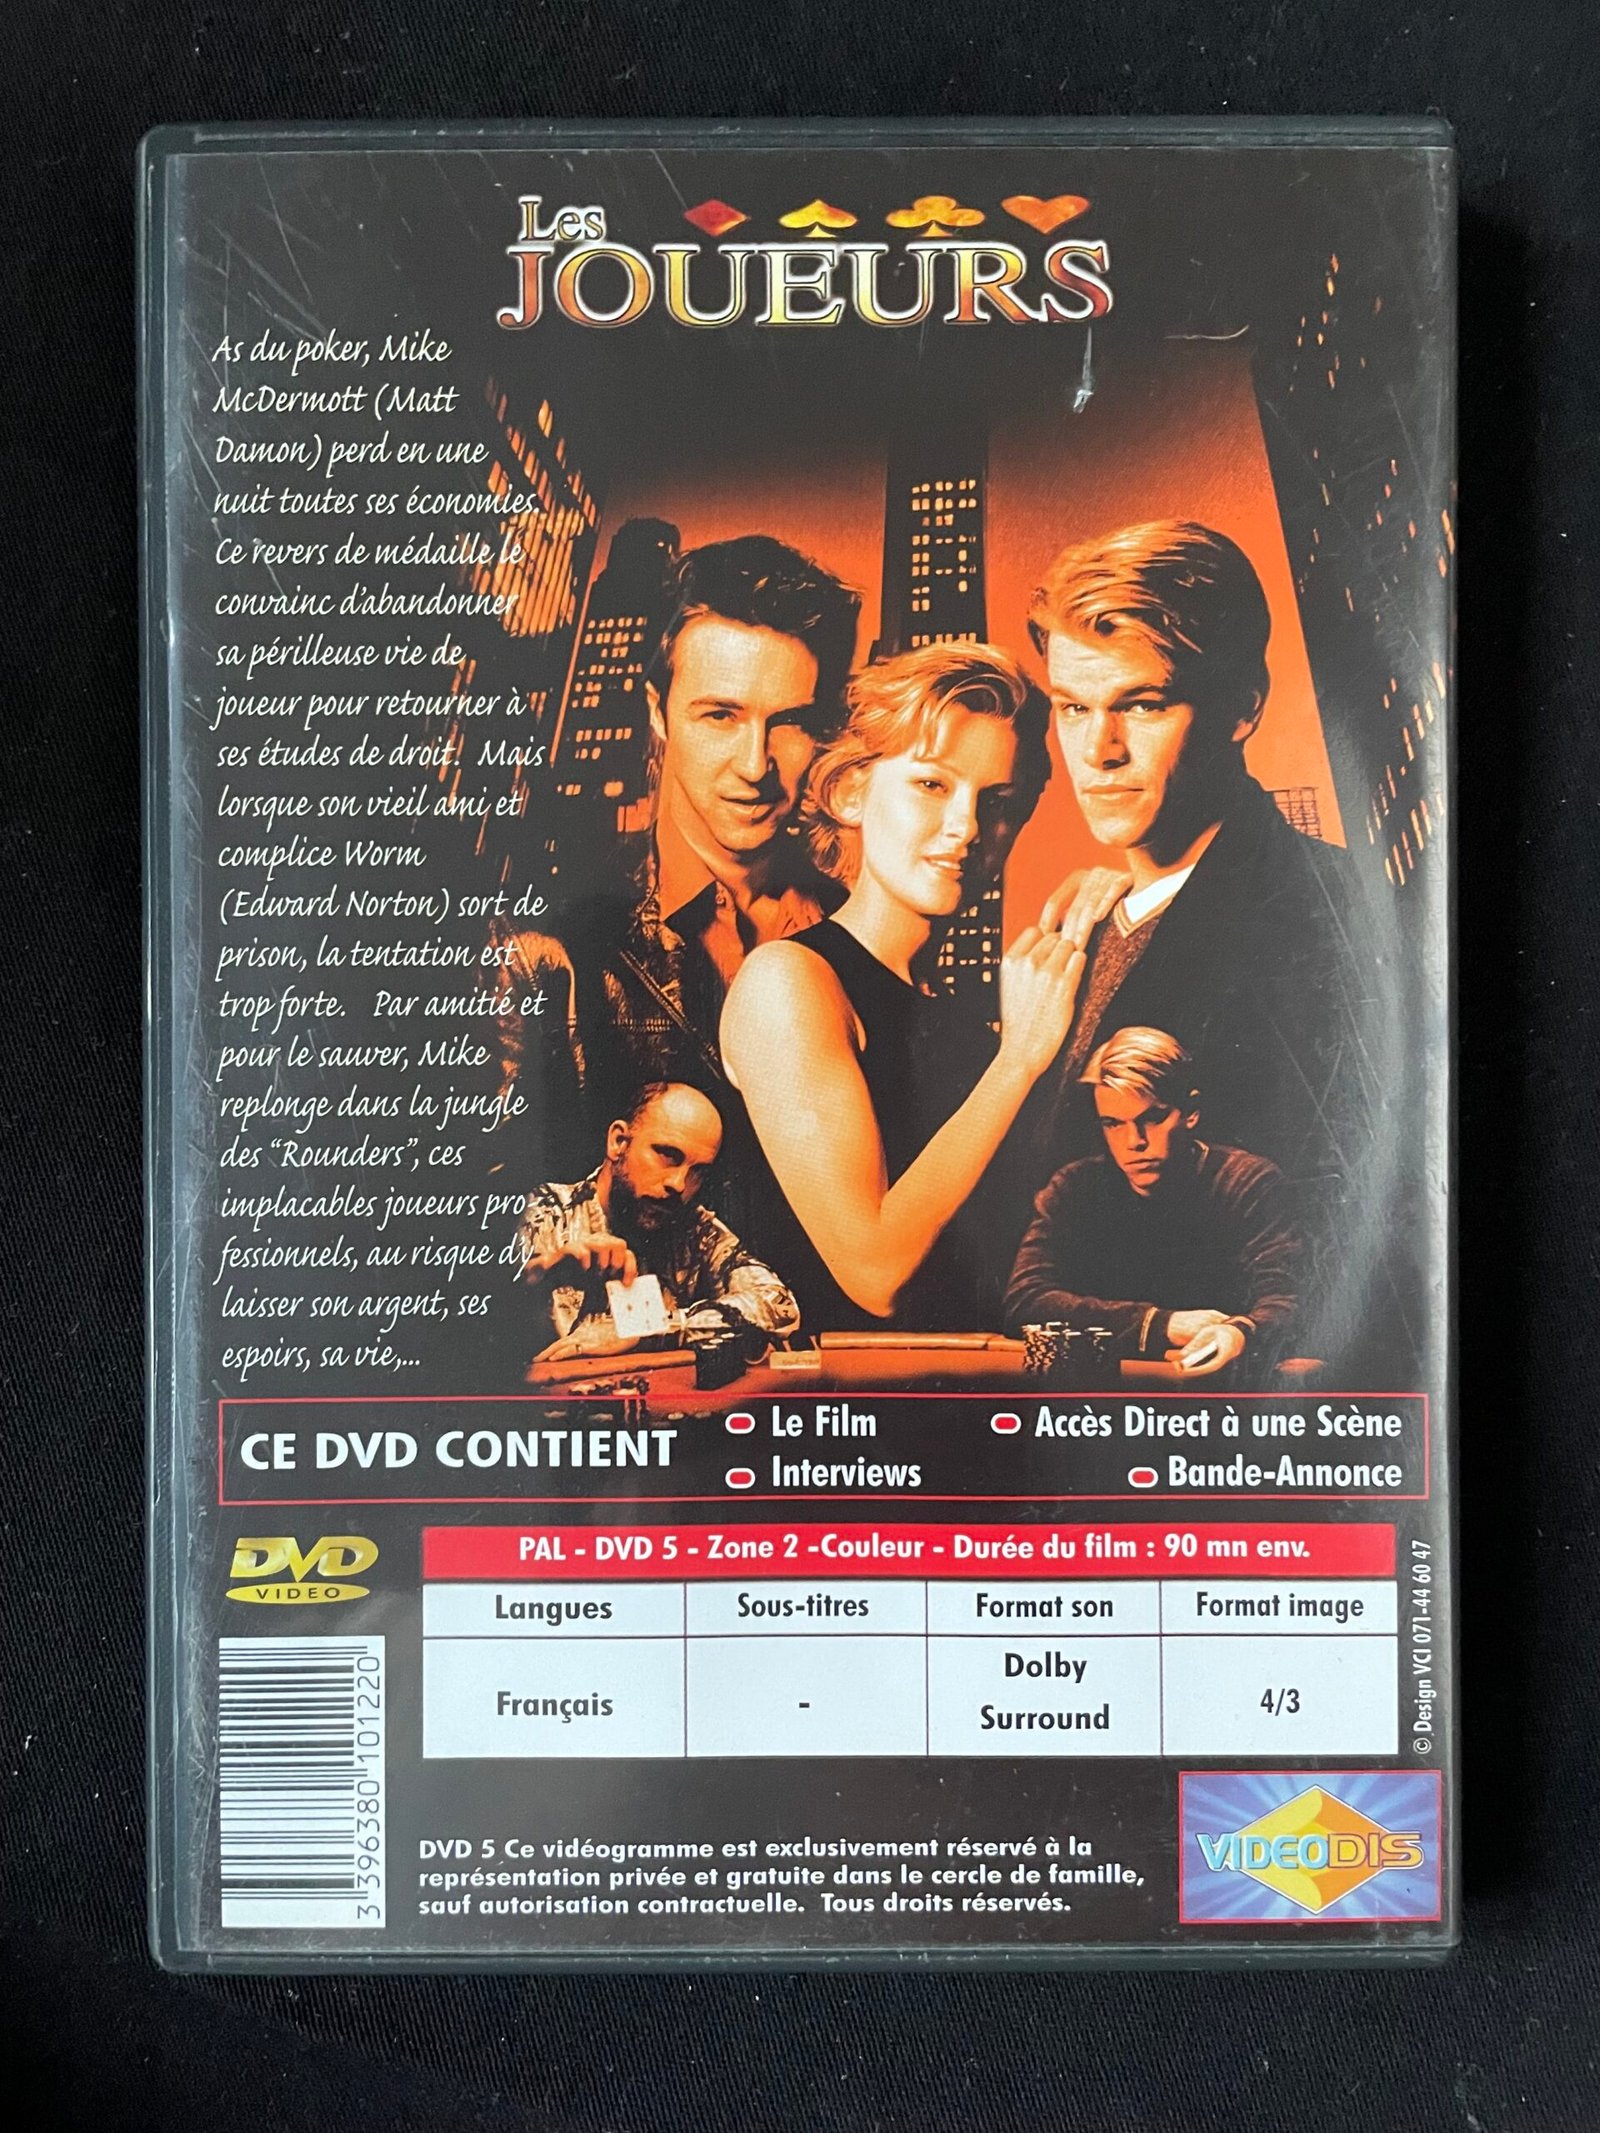 Les
JOUEURS
As du poker, Mike
McDermott (Matt
Damon) perd en une
nuit toutes ses économies.
Ce revers de médaille le
convainc d'abandonner
sa périlleuse vie de
joueur pour retourner à
ses études de droit. Mais
lorsque son vieil ami et
complice Worm
(Edward Norton) sort de
prison, la tentation est
trop forte. Par amitié et
pour le sauver, Mike
replonge dans la jungle
des "Rounders", ces
implacables joueurs pro-
fessionnels, au risque d'y
laisser son argent, ses
espoirs, sa vie,...
CE DVD CONTIENT
Le Film
Accès Direct à une Scène
Interviews
Bande-Annonce
DVD
VIDEO
PAL - DVD 5 - Zone 2 -Couleur - Durée du film : 90 mn env.
Langues Sous-titres Format son Format image
Français - Dolby Surround 4/3
© Design VCI 071-44 60 47
3 396380 101220
DVD 5 Ce vidéogramme est exclusivement réservé à la
représentation privée et gratuite dans le cercle de famille,
sauf autorisation contractuelle. Tous droits réservés.
VIDEODIS